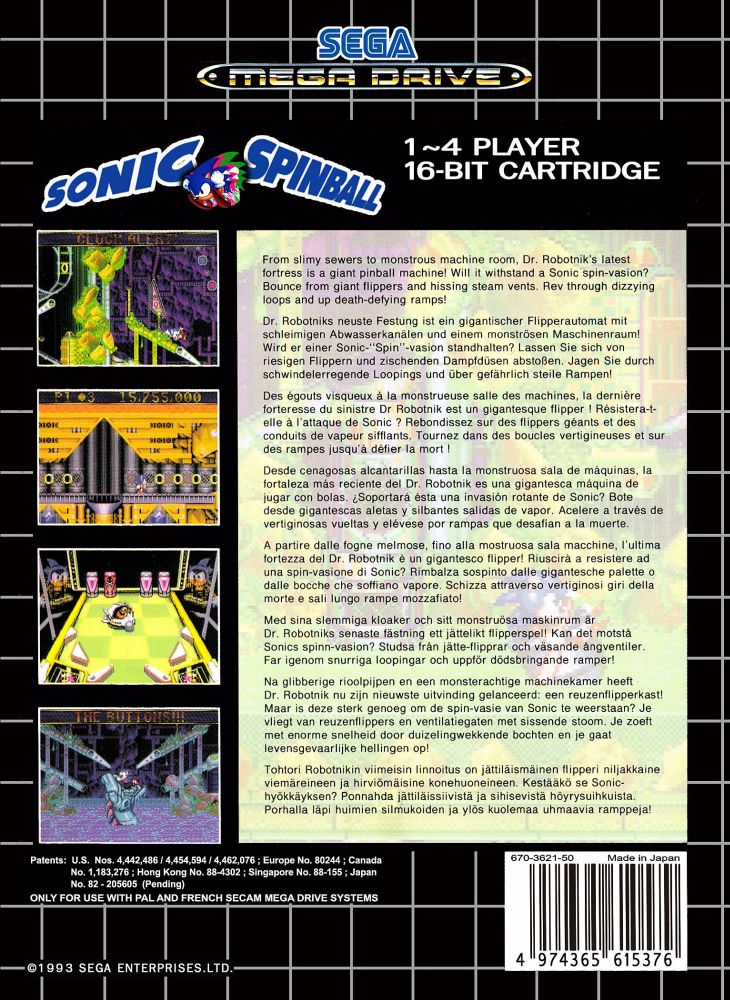 SEGA
MEGA DRIVE
SONIC SPINBALL
1~4 PLAYER
16-BIT CARTRIDGE
CLUCK ALERT
P1 3 15,755,000
THE BUTTONS!!!
From slimy sewers to monstrous machine room, Dr. Robotnik's latest
fortress is a giant pinball machine! Will it withstand a Sonic spin-vasion?
Bounce from giant flippers and hissing steam vents. Rev through dizzying
loops and up death-defying ramps!
Dr. Robotniks neuste Festung ist ein gigantischer Flipperautomat mit
schleimigen Abwasserkanälen und einem monströsen Maschinenraum!
Wird er einer Sonic-"Spin"-vasion standhalten? Lassen Sie sich von
riesigen Flippern und zischenden Dampfdüsen abstoßen. Jagen Sie durch
schwindelerregende Loopings und über gefährlich steile Rampen!
Des égouts visqueux à la monstrueuse salle des machines, la dernière
forteresse du sinistre Dr Robotnik est un gigantesque flipper ! Résistera-t-
elle à l'attaque de Sonic ? Rebondissez sur des flippers géants et des
conduits de vapeur sifflants. Tournez dans des boucles vertigineuses et sur
des rampes jusqu'à défier la mort !
Desde cenagosas alcantarillas hasta la monstruosa sala de máquinas, la
fortaleza más reciente del Dr. Robotnik es una gigantesca máquina de
jugar con bolas. ¿Soportará ésta una invasión rotante de Sonic? Bote
desde gigantescas aletas y silbantes salidas de vapor. Acelere a través de
vertiginosas vueltas y elévese por rampas que desafían a la muerte.
A partire dalle fogne melmose, fino alla mostruosa sala macchine, l'ultima
fortezza del Dr. Robotnik è un gigantesco flipper! Riuscirà a resistere ad
una spin-vasione di Sonic? Rimbalza sospinto dalle gigantesche palette o
dalle bocche che soffiano vapore. Schizza attraverso vertiginosi giri della
morte e sali lungo rampe mozzafiato!
Med sina slemmiga kloaker och sitt monstruösa maskinrum är
Dr. Robotniks senaste fästning ett jättelikt flipperspel! Kan det motstå
Sonics spinn-vasion? Studsa från jätte-flipprar och väsande ångventiler.
Far igenom snurriga loopingar och uppför dödsbringande ramper!
Na glibberige rioolpijpen en een monsterachtige machinekamer heeft
Dr. Robotnik nu zijn nieuwste uitvinding gelanceerd: een reuzenflipperkast!
Maar is deze sterk genoeg om de spin-vasie van Sonic te weerstaan? Je
vliegt van reuzenflippers en ventilatiegaten met sissende stoom. Je zoeft
met enorme snelheid door duizelingwekkende bochten en je gaat
levensgevaarlijke hellingen op!
Tohtori Robotnikin viimeisin linnoitus on jättiläismäinen flipperi niljakkaine
viemäreineen ja hirviömäisine konehuoneineen. Kestääkö se Sonic-
hyökkäyksen? Ponnahda jättiläissiivistä ja sihisevistä höyrysuihkuista.
Porhalla läpi huimien silmukoiden ja ylös kuolemaa uhmaavia ramppeja!
Patents: U.S. Nos. 4,442,486 / 4,454,594 / 4,462,076 ; Europe No. 80244 ; Canada
No. 1,183,276 ; Hong Kong No. 88-4302 ; Singapore No. 88-155 ; Japan
No. 82 - 205605 (Pending)
ONLY FOR USE WITH PAL AND FRENCH SECAM MEGA DRIVE SYSTEMS
670-3621-50 Made in Japan
4 974365 615376
©1993 SEGA ENTERPRISES.LTD.